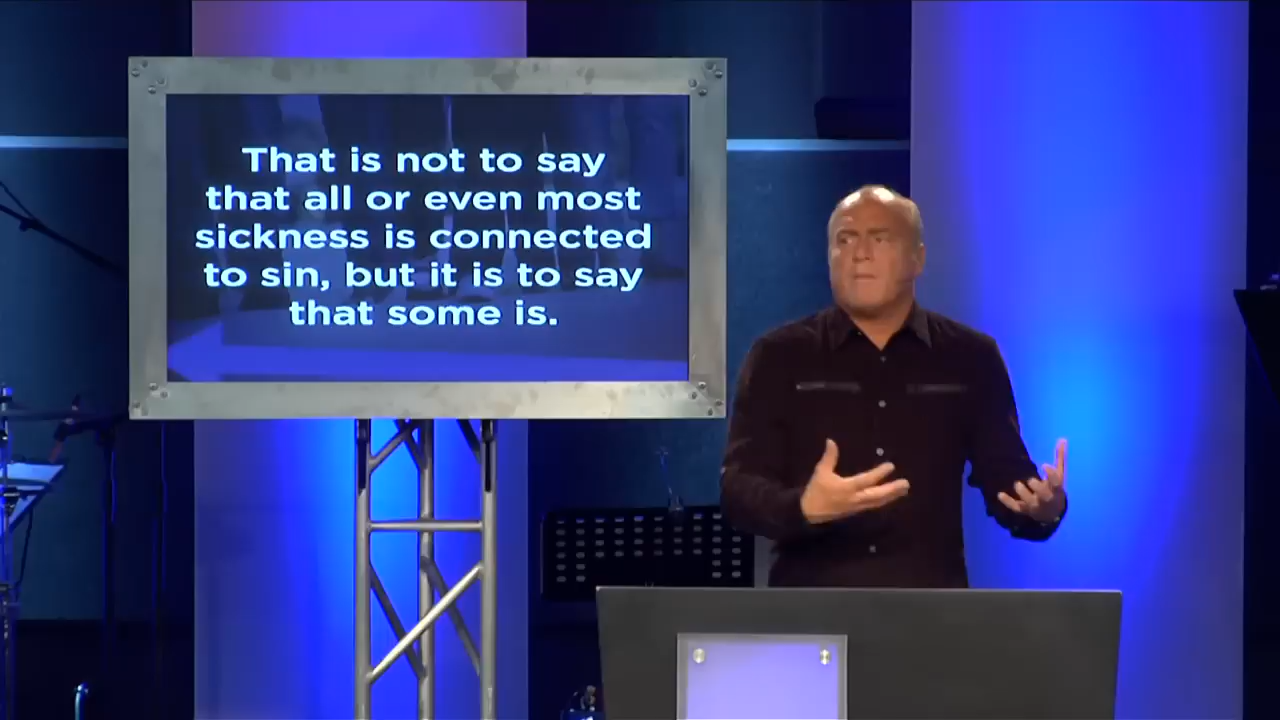 That is not to say
that all or even most
sickness is connected
to sin, but it is to say
that some is.